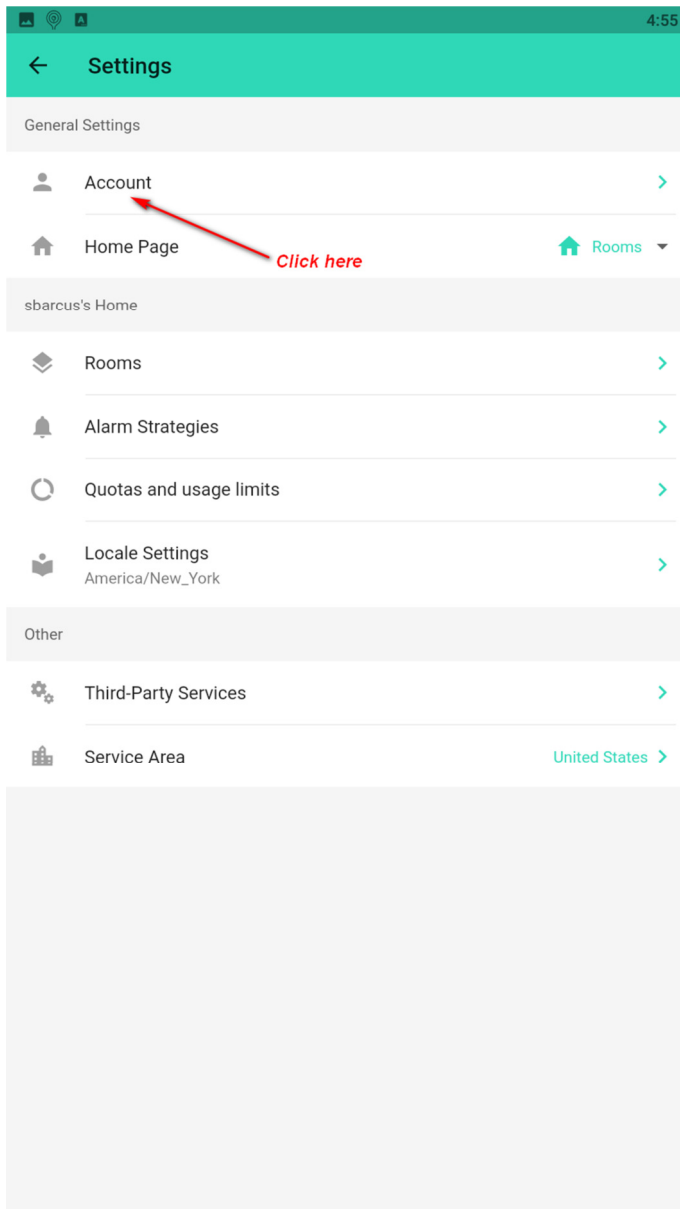 4:55
Settings
General Settings
Account
Home Page
Rooms
Click here
sbarcus's Home
Rooms
Alarm Strategies
Quotas and usage limits
Locale Settings
America/New_York
Other
Third-Party Services
Service Area
United States